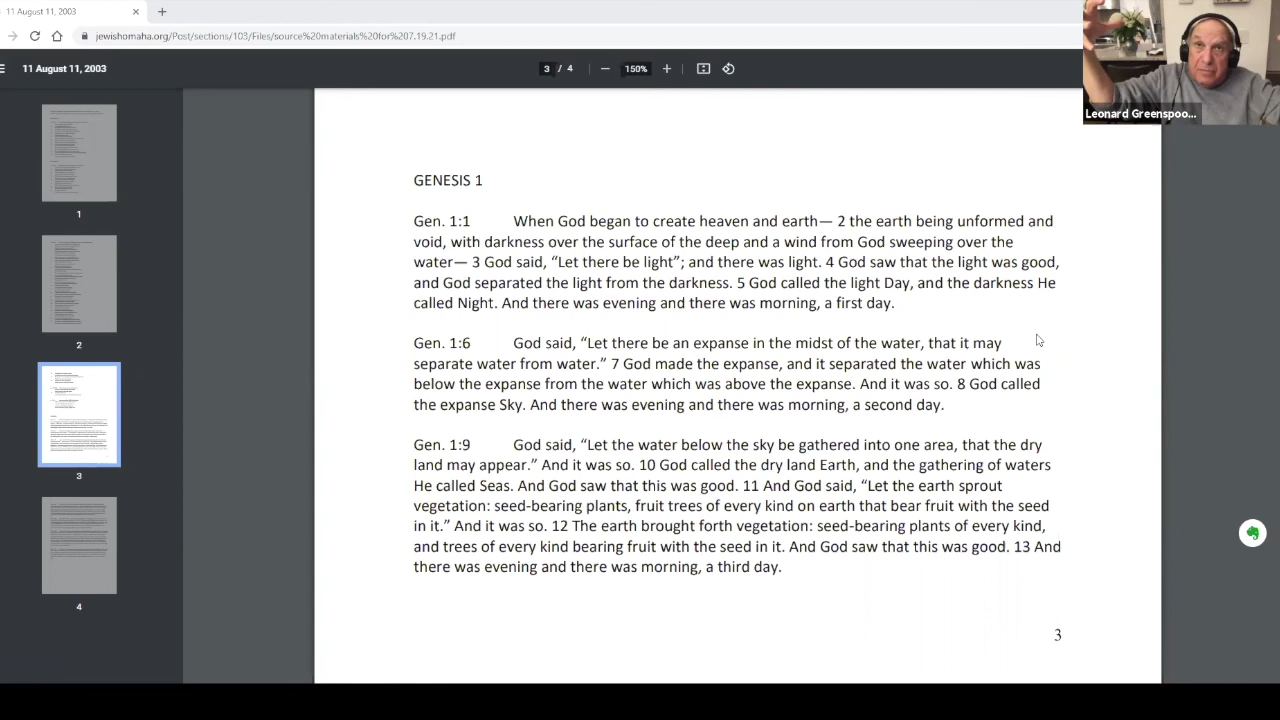 11 August 11, 2003
jewishomaha.org/Post/sections/103/Files/source%20materials%20for%207.19.21.pdf
11 August 11, 2003
3 / 4
150%
Leonard Greenspoo...
1
2
3
4
GENESIS 1
Gen. 1:1 When God began to create heaven and earth— 2 the earth being unformed and
void, with darkness over the surface of the deep and a wind from God sweeping over the
water— 3 God said, “Let there be light”; and there was light. 4 God saw that the light was good,
and God separated the light from the darkness. 5 God called the light Day, and the darkness He
called Night. And there was evening and there was morning, a first day.
Gen. 1:6 God said, “Let there be an expanse in the midst of the water, that it may
separate water from water.” 7 God made the expanse, and it separated the water which was
below the expanse from the water which was above the expanse. And it was so. 8 God called
the expanse Sky. And there was evening and there was morning, a second day.
Gen. 1:9 God said, “Let the water below the sky be gathered into one area, that the dry
land may appear.” And it was so. 10 God called the dry land Earth, and the gathering of waters
He called Seas. And God saw that this was good. 11 And God said, “Let the earth sprout
vegetation: seed-bearing plants, fruit trees of every kind on earth that bear fruit with the seed
in it.” And it was so. 12 The earth brought forth vegetation: seed-bearing plants of every kind,
and trees of every kind bearing fruit with the seed in it. And God saw that this was good. 13 And
there was evening and there was morning, a third day.
3